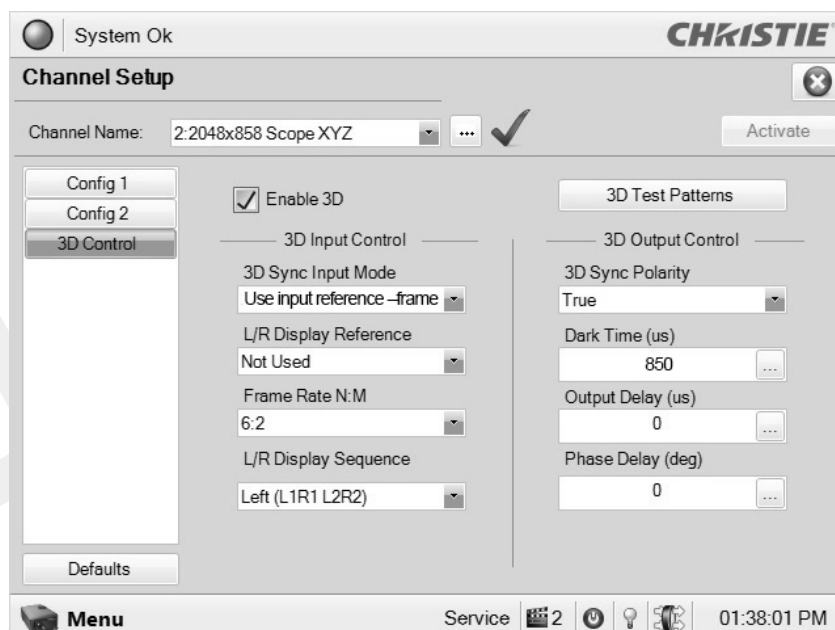 System Ok
CHRISTIE
Channel Setup
Channel Name:
2:2048x858 Scope XYZ
...
Activate
Config 1
Config 2
3D Control
Enable 3D
3D Test Patterns
3D Input Control
3D Output Control
3D Sync Input Mode
Use input reference –frame
L/R Display Reference
Not Used
Frame Rate N:M
6:2
L/R Display Sequence
Left (L1R1 L2R2)
3D Sync Polarity
True
Dark Time (us)
850
...
Output Delay (us)
0
...
Phase Delay (deg)
0
...
Defaults
Menu
Service
2
01:38:01 PM